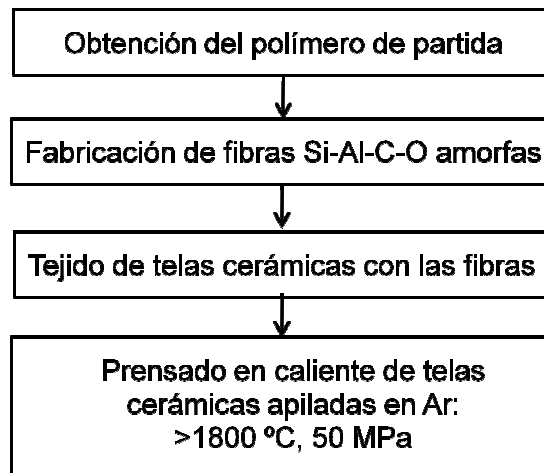 Obtención del polímero de partida
Fabricación de fibras Si-Al-C-O amorfas
Tejido de telas cerámicas con las fibras
Prensado en caliente de telas
cerámicas apiladas en Ar:
>1800 ºC, 50 MPa